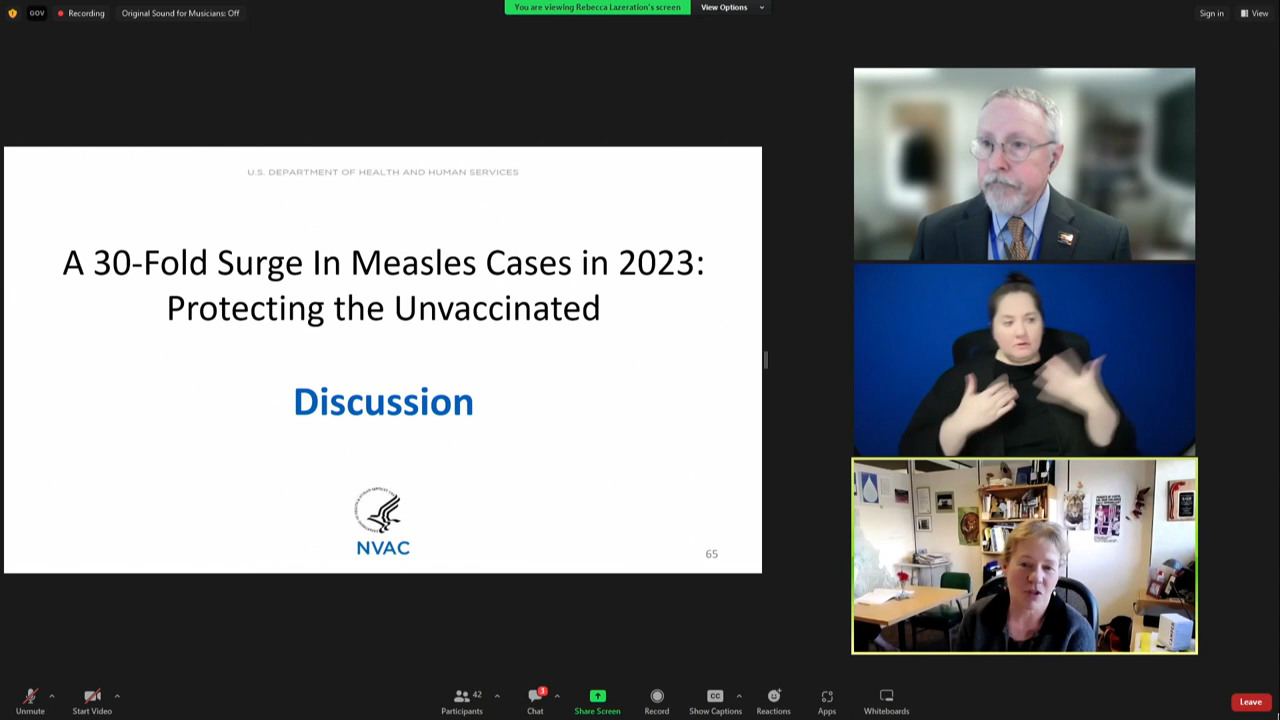 GOV
Recording
Original Sound for Musicians: Off
You are viewing Rebecca Lazeration's screen
View Options
Sign in
View
U.S. DEPARTMENT OF HEALTH AND HUMAN SERVICES
A 30-Fold Surge In Measles Cases in 2023:
Protecting the Unvaccinated
Discussion
NVAC
65
Unmute
Start Video
42
Participants
1
Chat
Share Screen
Record
CC
Show Captions
Reactions
Apps
Whiteboards
Leave